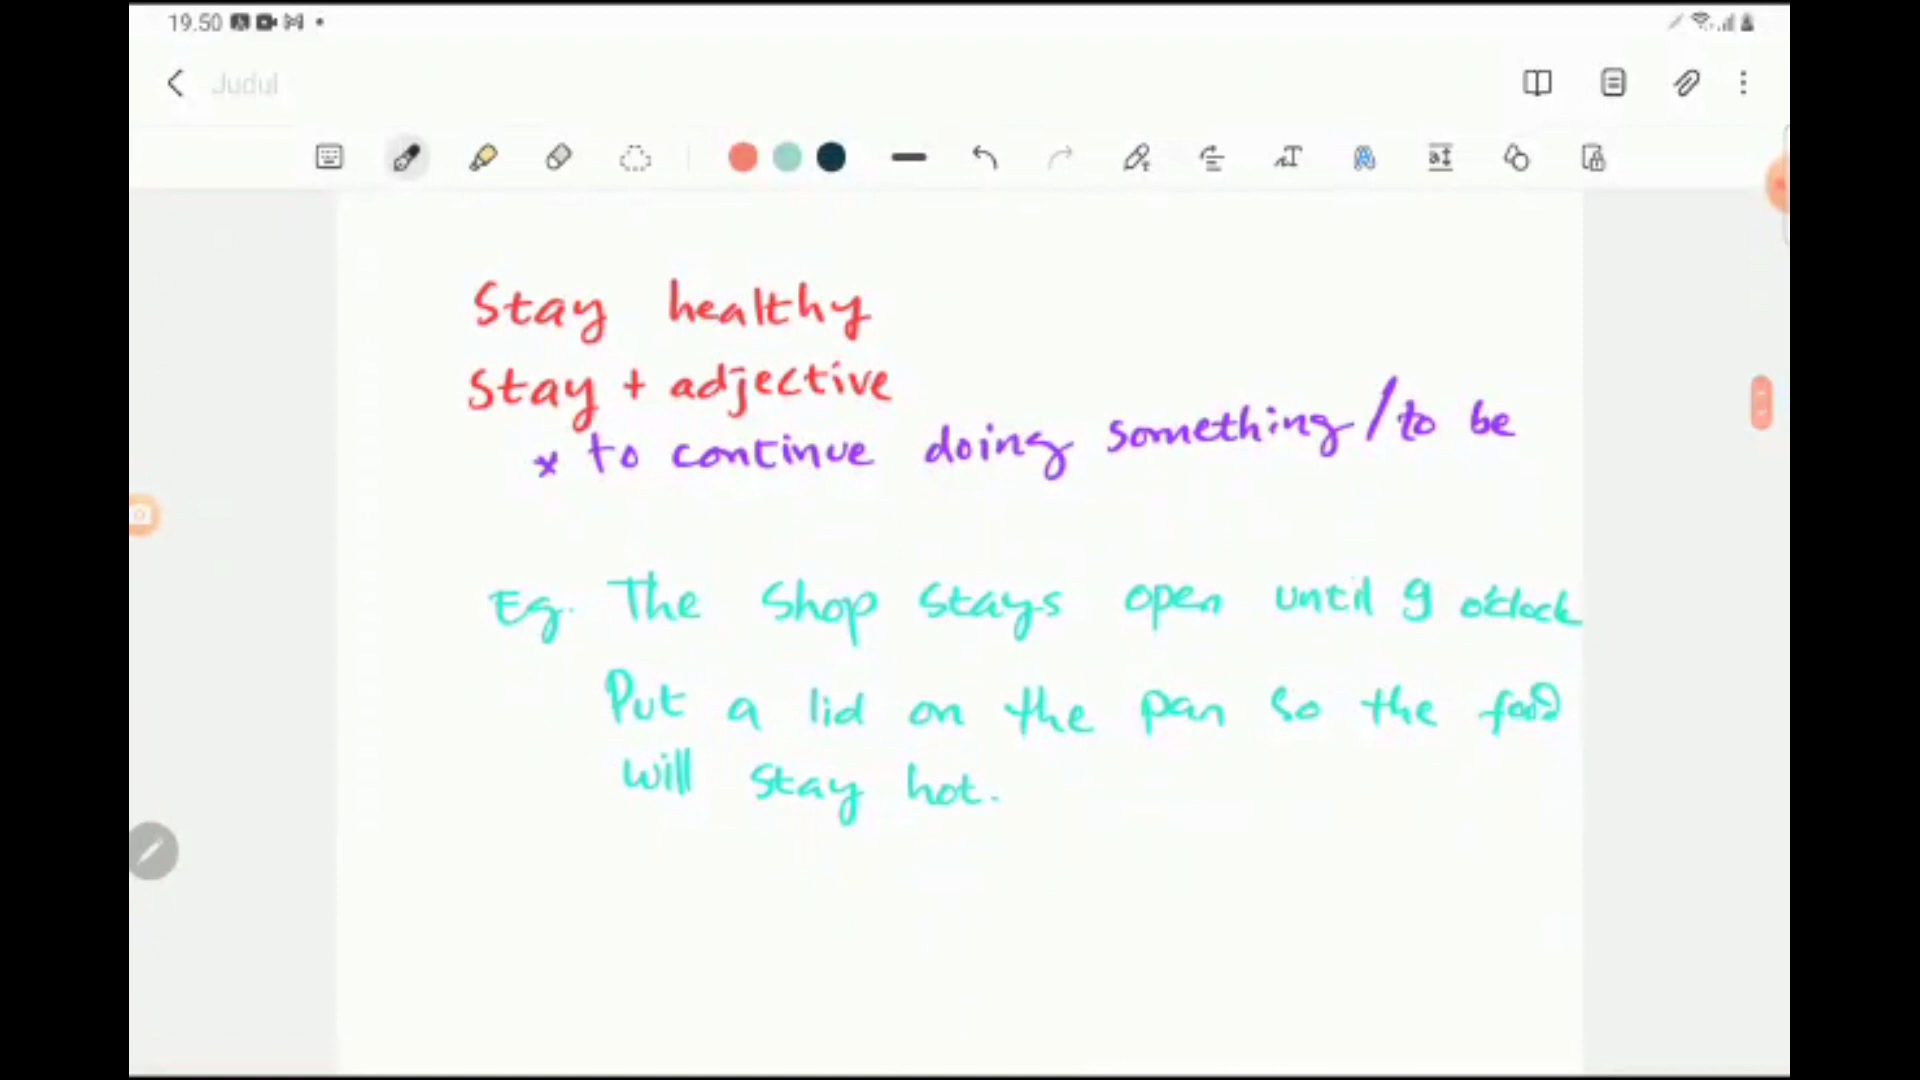 19.50
Judul
Stay healthy
Stay + adjective
* to continue doing something/to be
Eg. The Shop stays open until 9 o'clock
Put a lid on the pan so the food
will stay hot.